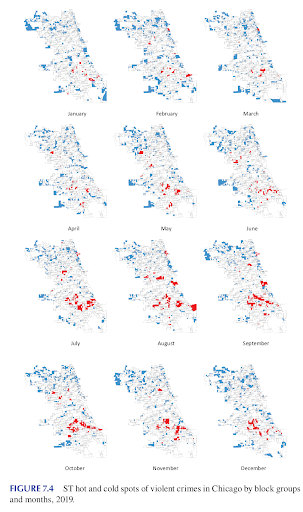 January
February
March
April
May
June
July
August
September
October
November
December
FIGURE 7.4 ST hot and cold spots of violent crimes in Chicago by block groups
and months, 2019.